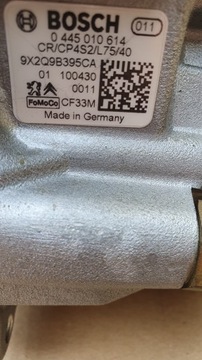 BOSCH 011
0 445 010 614
CR/CP4S2/L75/40
9X2Q9B395CA
01 100430
0011
FoMoCo CF33M
Made in Germany